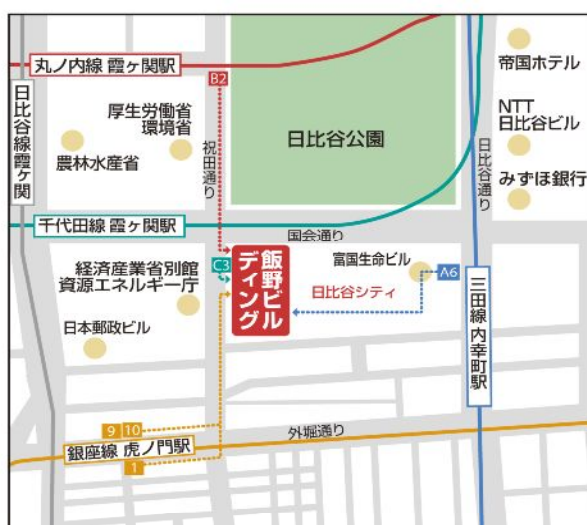 丸ノ内線 霞ヶ関駅
B2
帝国ホテル
日比谷線霞ヶ関
厚生労働省
環境省
農林水産省
祝田通り
日比谷公園
NTT
日比谷ビル
日比谷通り
みずほ銀行
千代田線 霞ヶ関駅
国会通り
経済産業省別館
資源エネルギー庁
C3
飯野ビル
ディング
富国生命ビル
A6
日比谷シティ
日本郵政ビル
三田線 内幸町駅
9 10
外堀通り
銀座線 虎ノ門駅
1